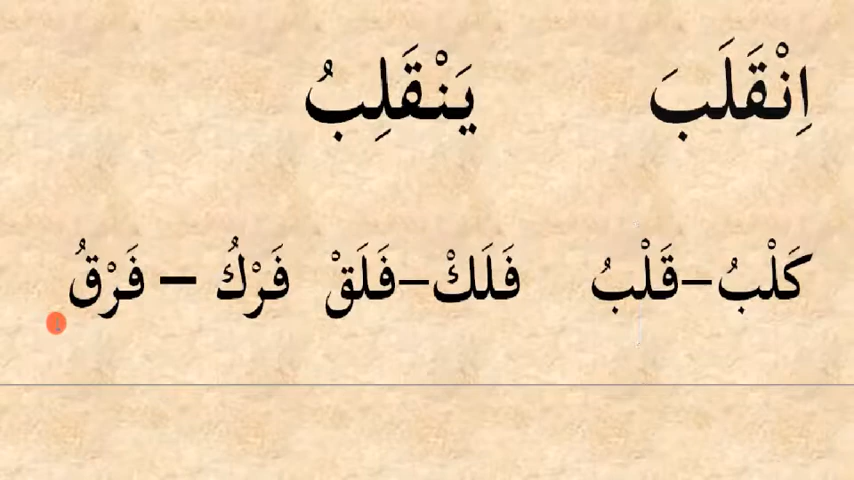 اِنْقَلَبَ يَنْقَلِبُ
كَلْبُ–قَلْبُ فَلَكْ–فَلَقْ فَرْكُ – فَرْقُ